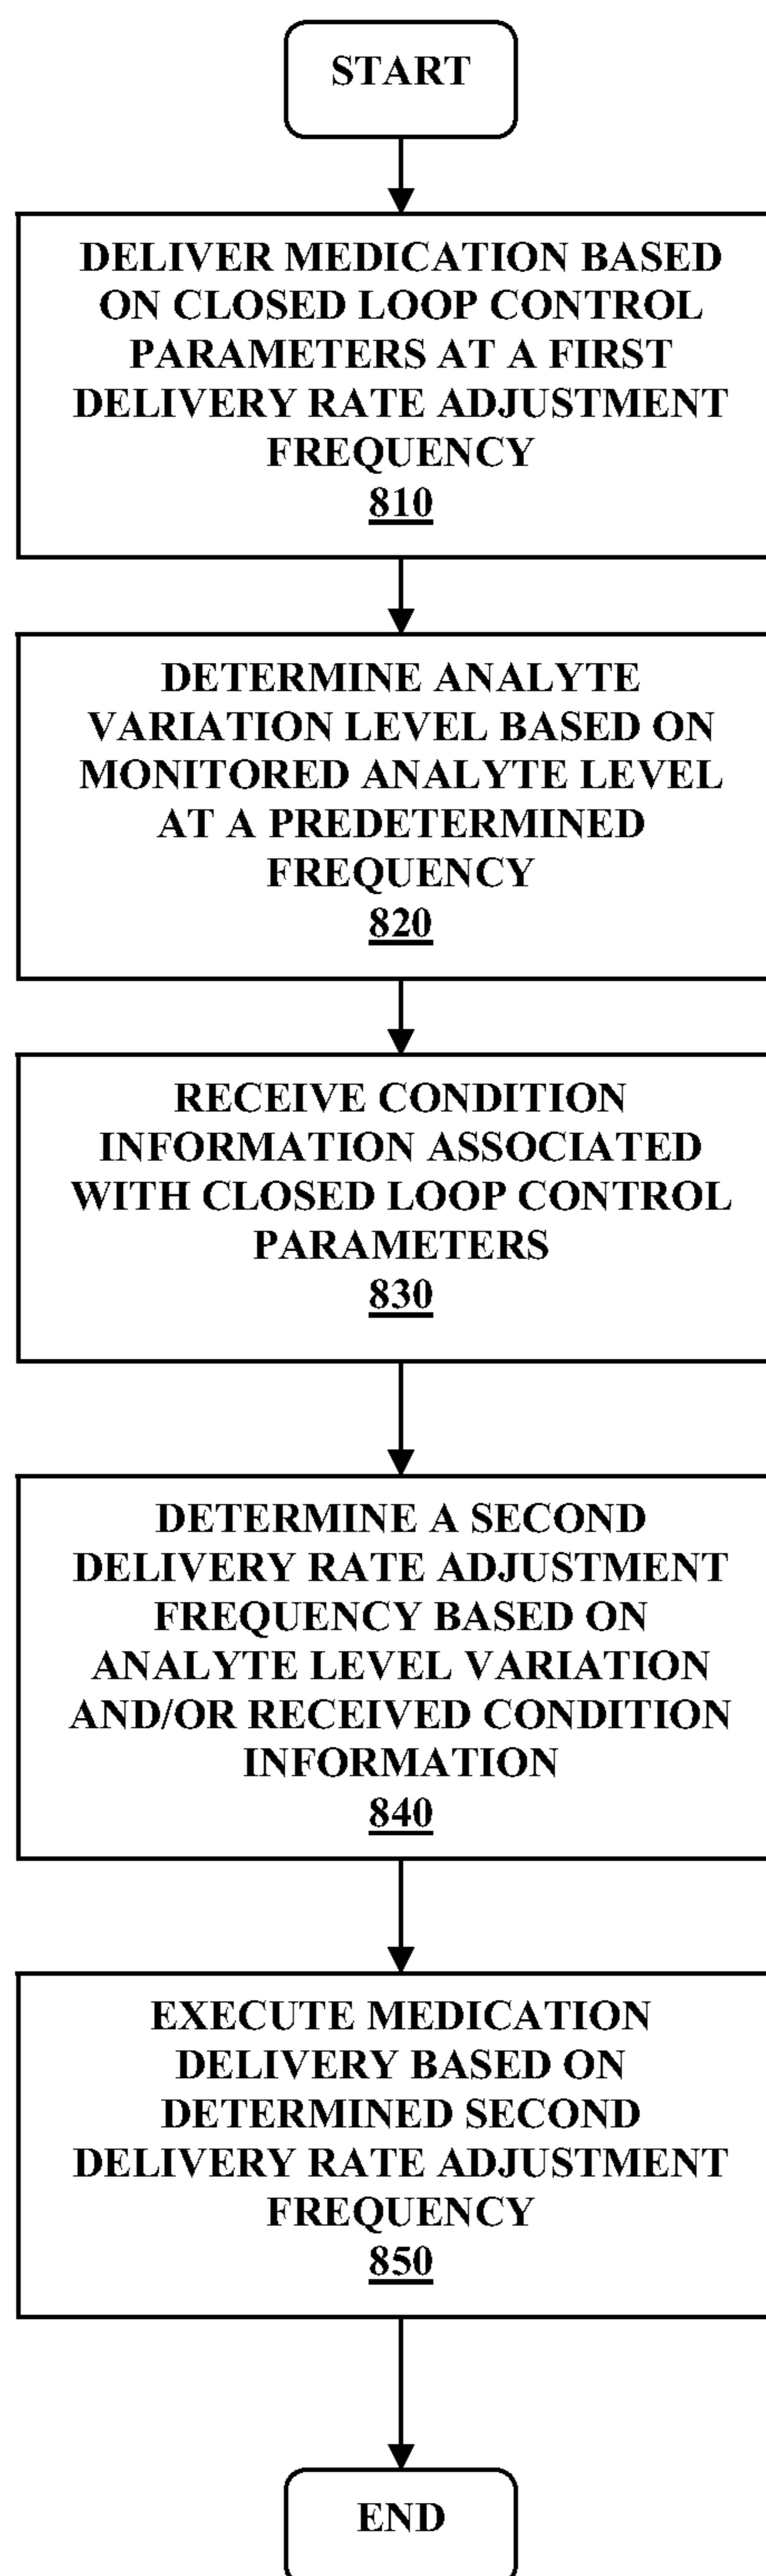 START
DELIVER MEDICATION BASED
ON CLOSED LOOP CONTROL
PARAMETERS AT A FIRST
DELIVERY RATE ADJUSTMENT
FREQUENCY
810
DETERMINE ANALYTE
VARIATION LEVEL BASED ON
MONITORED ANALYTE LEVEL
AT A PREDETERMINED
FREQUENCY
820
RECEIVE CONDITION
INFORMATION ASSOCIATED
WITH CLOSED LOOP CONTROL
PARAMETERS
830
DETERMINE A SECOND
DELIVERY RATE ADJUSTMENT
FREQUENCY BASED ON
ANALYTE LEVEL VARIATION
AND/OR RECEIVED CONDITION
INFORMATION
840
EXECUTE MEDICATION
DELIVERY BASED ON
DETERMINED SECOND
DELIVERY RATE ADJUSTMENT
FREQUENCY
850
END